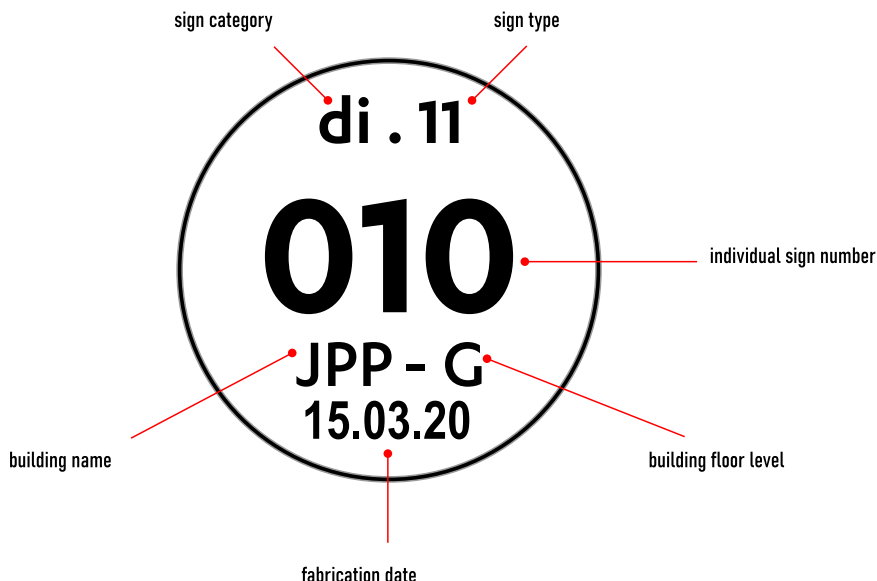 sign category
sign type
di . 11
010
individual sign number
JPP - G
15.03.20
building name
building floor level
fabrication date